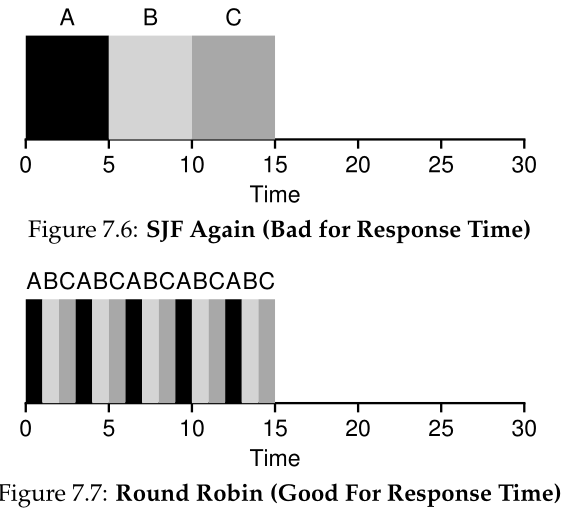 A B C
0 5 10 15 20 25 30
Time
Figure 7.6: SJF Again (Bad for Response Time)
ABCABCABCABCABC
0 5 10 15 20 25 30
Time
Figure 7.7: Round Robin (Good For Response Time)